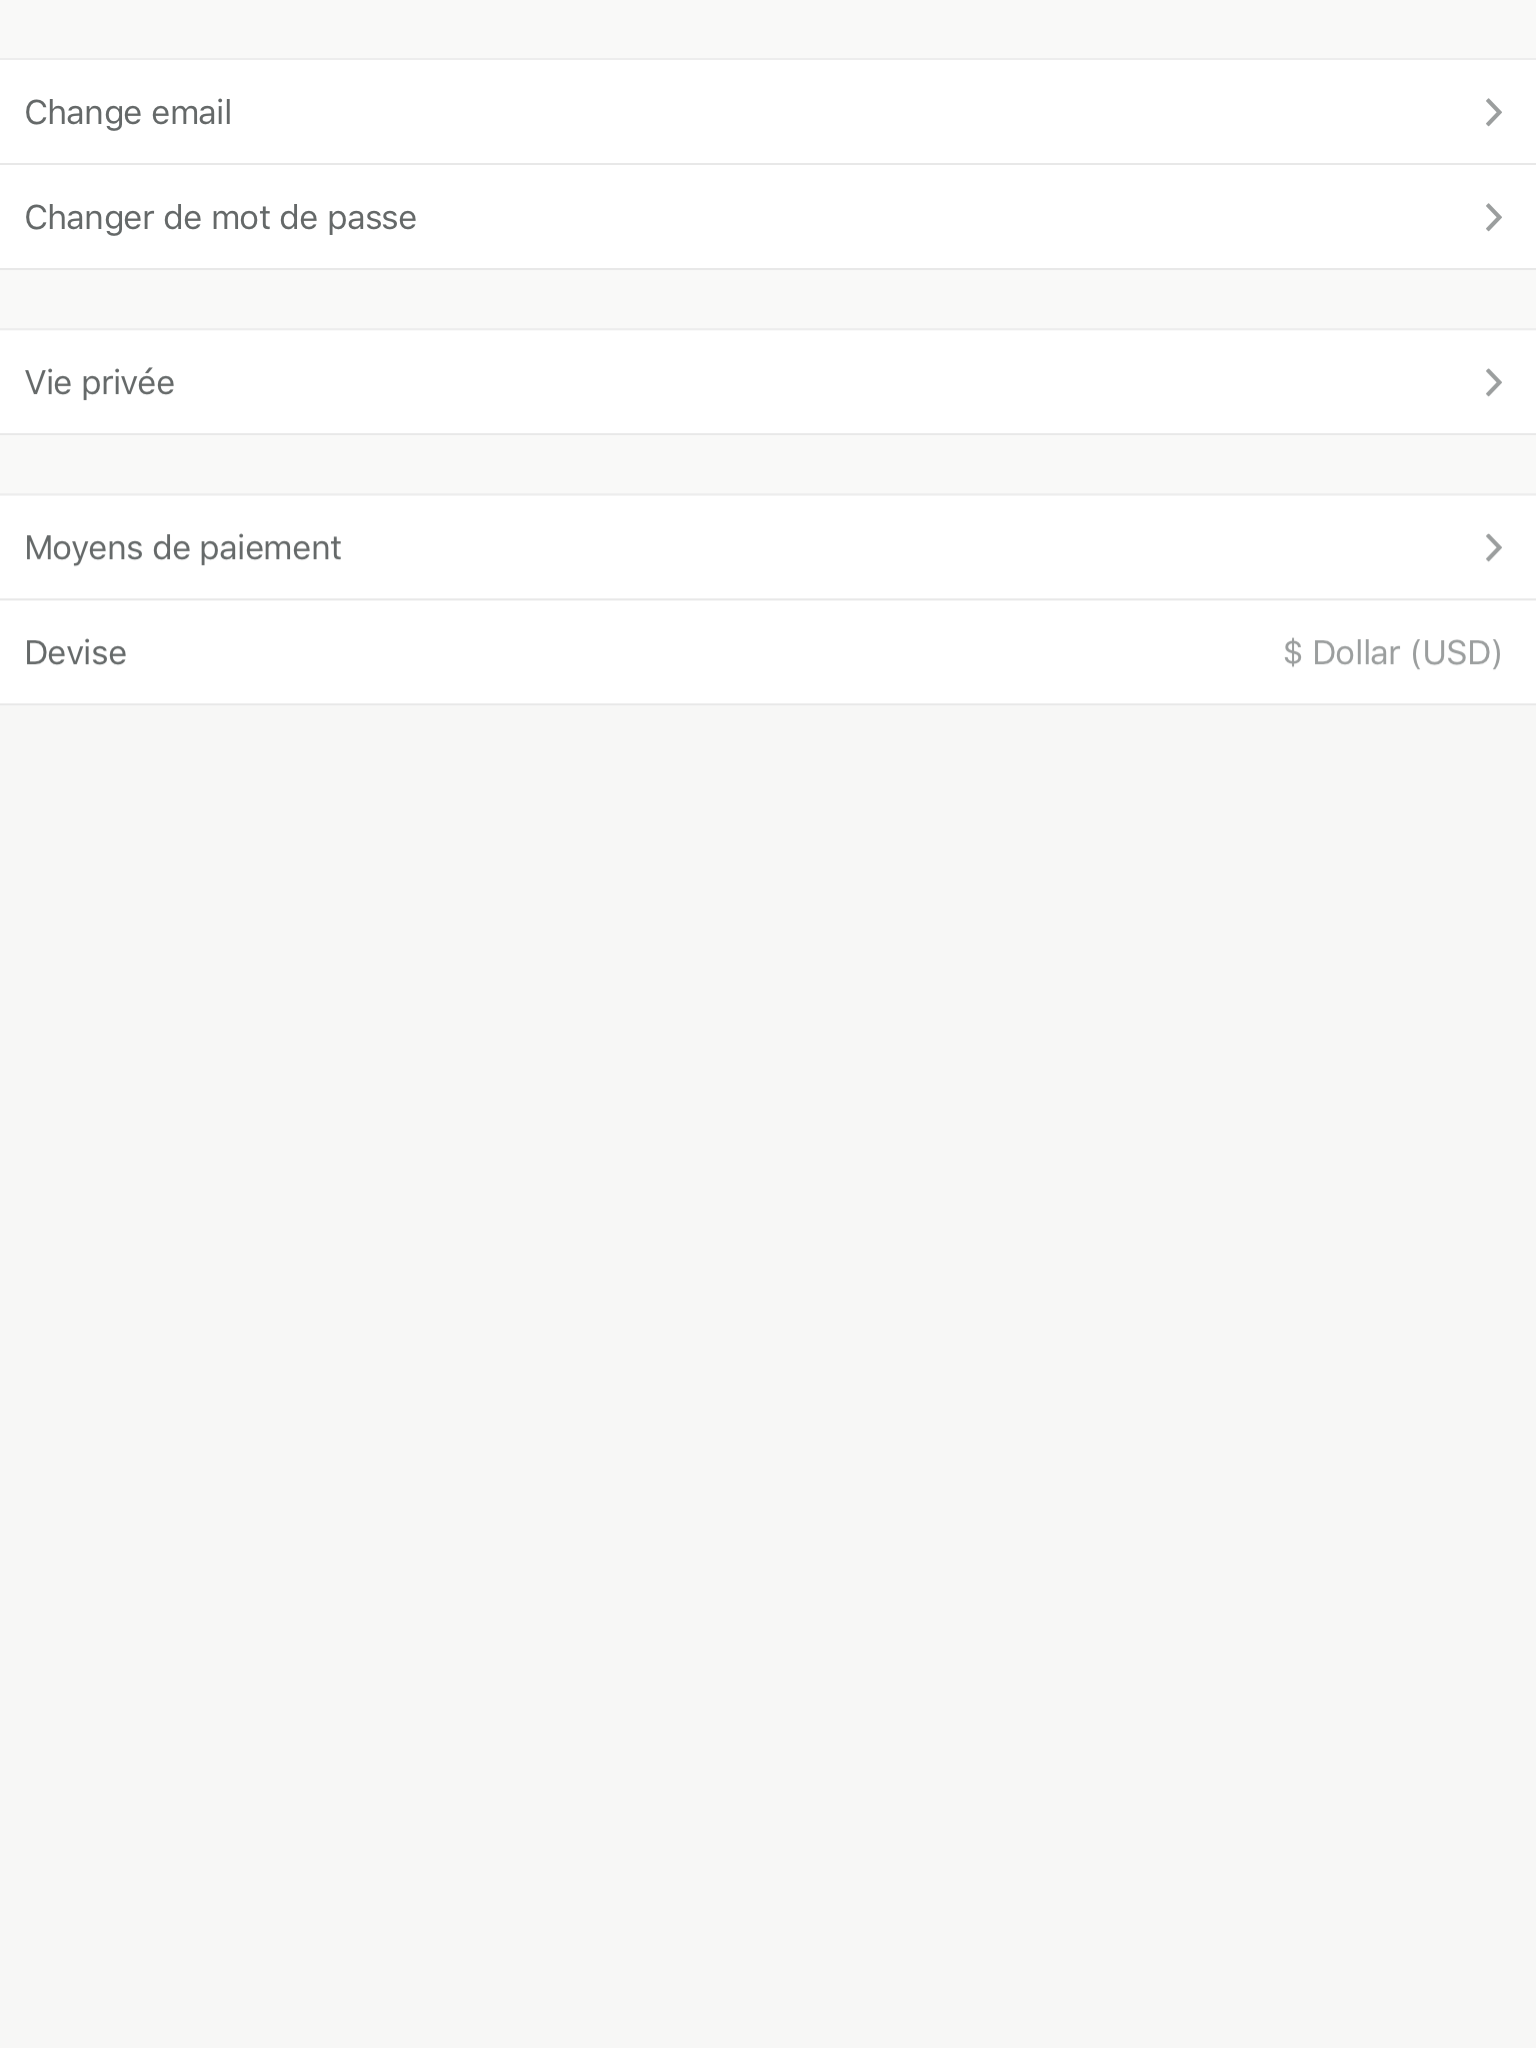 Change email
Changer de mot de passe
Vie privée
Moyens de paiement
Devise $ Dollar (USD)